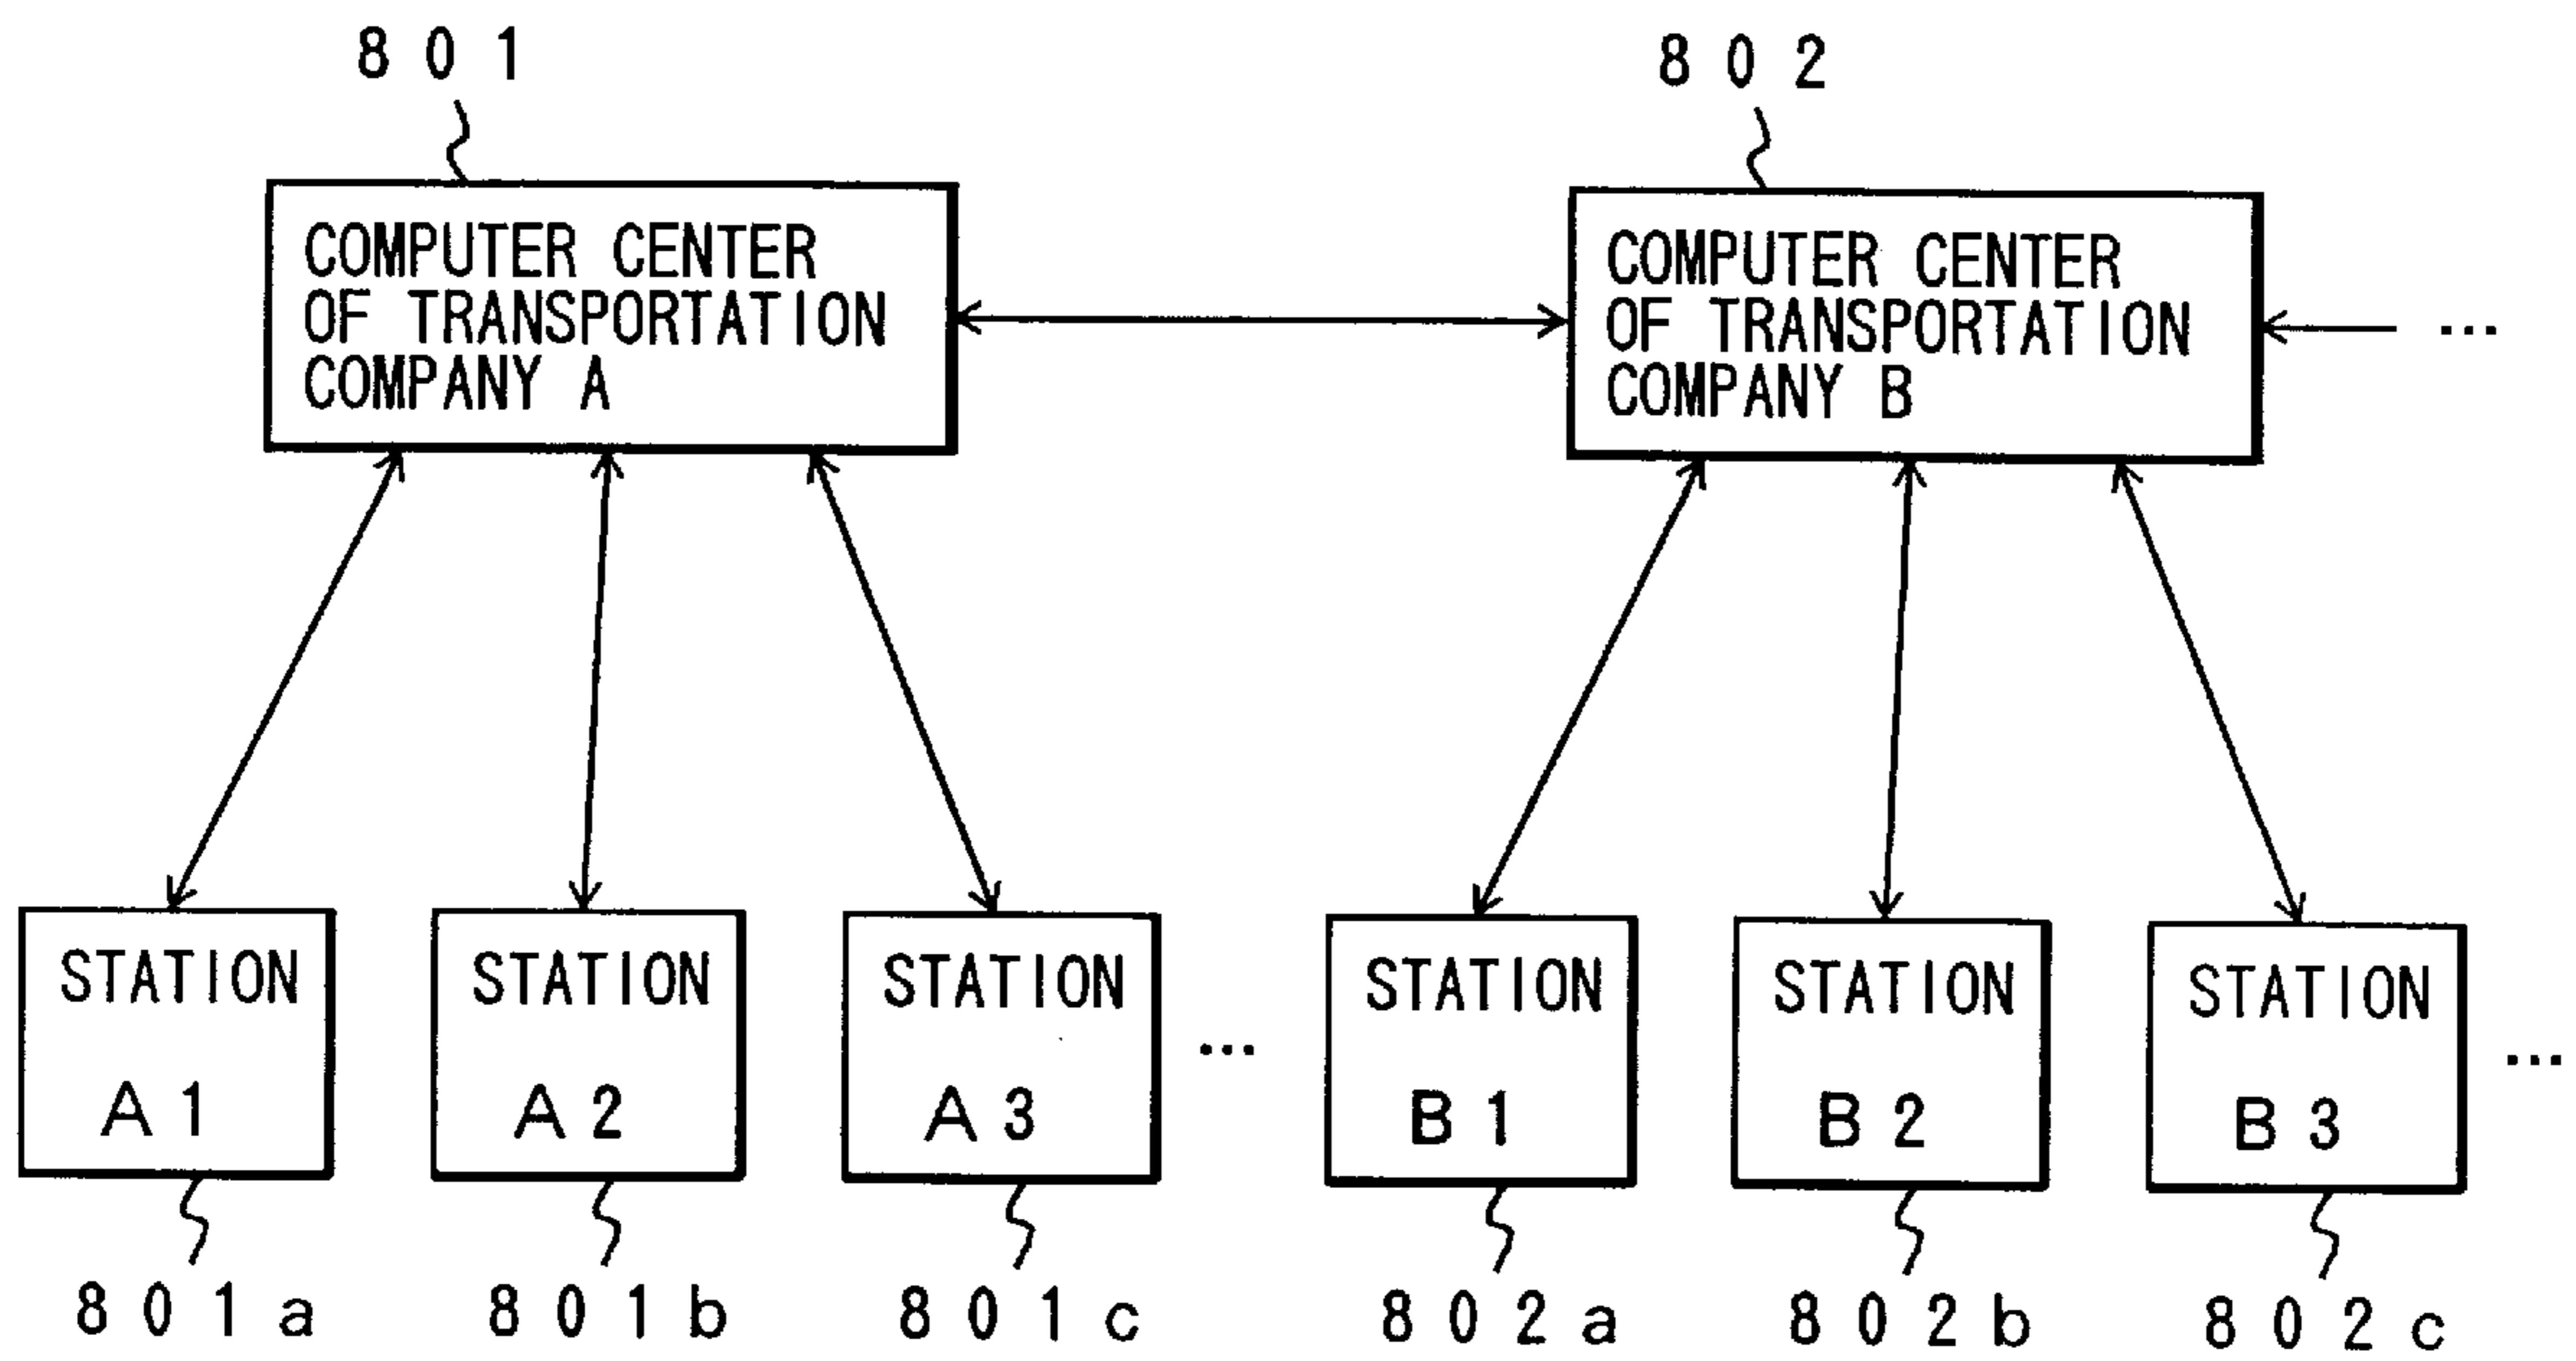 801
802
COMPUTER CENTER
OF TRANSPORTATION
COMPANY A
COMPUTER CENTER
OF TRANSPORTATION
COMPANY B
...
STATION
A1
STATION
A2
STATION
A3
...
STATION
B1
STATION
B2
STATION
B3
...
801a
801b
801c
802a
802b
802c